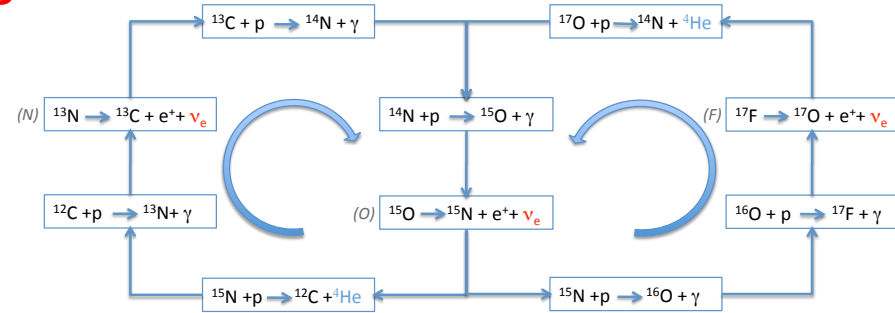 ¹³C + p → ¹⁴N + γ
¹⁷O +p → ¹⁴N + ⁴He
(N) ¹³N → ¹³C + e⁺+ νₑ
¹⁴N +p → ¹⁵O + γ
(F) ¹⁷F → ¹⁷O + e⁺+ νₑ
¹²C +p → ¹³N+ γ
(O) ¹⁵O → ¹⁵N + e⁺+ νₑ
¹⁶O + p → ¹⁷F + γ
¹⁵N +p → ¹²C +⁴He
¹⁵N +p → ¹⁶O + γ